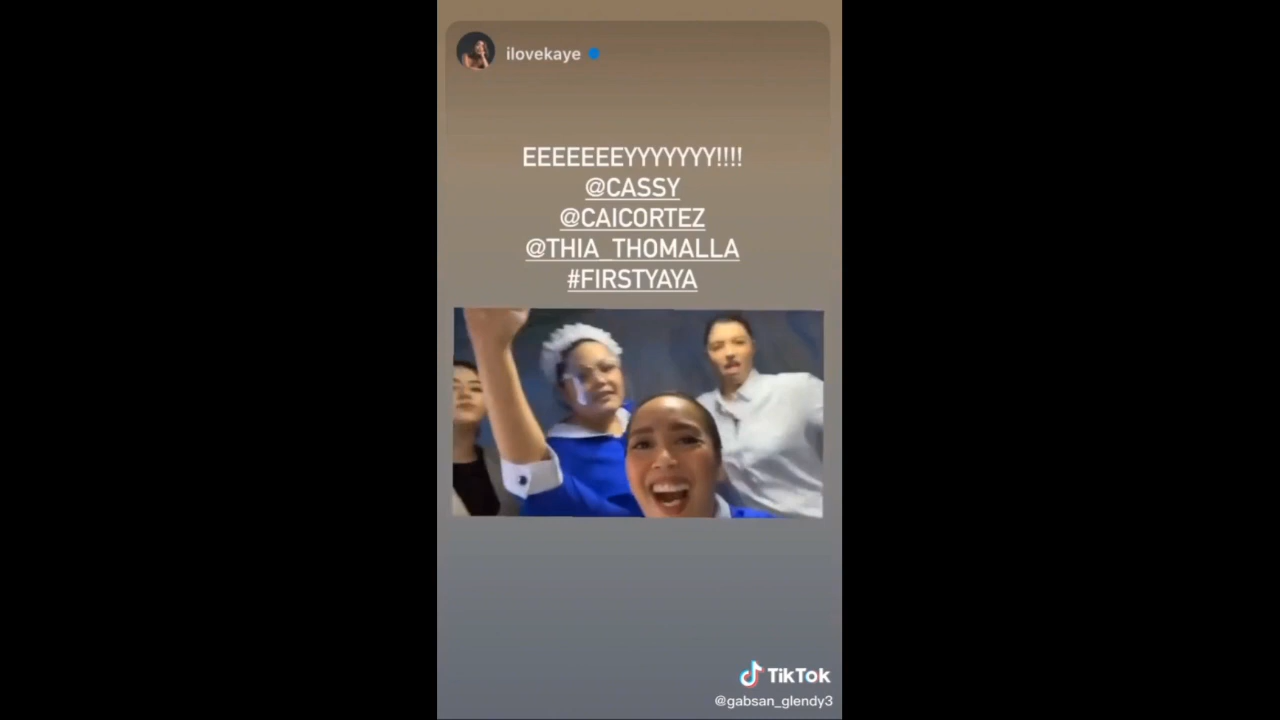 ilovekaye
EEEEEEEYYYYYYY!!!!
@CASSY
@CAICORTEZ
@THIA_THOMALLA
#FIRSTYAYA
TikTok
@gabsan_glendy3